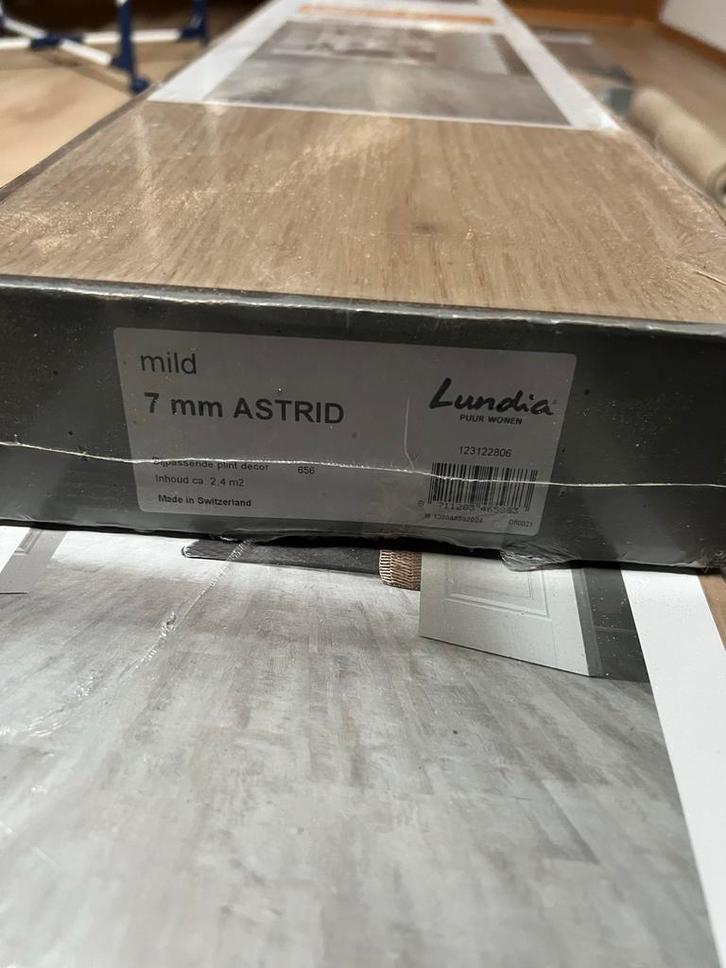 mild
7 mm ASTRID
Lundia
PUUR WONEN
123122806
Bijpassende plint decor 656
Inhoud ca. 2,4 m2
Made in Switzerland